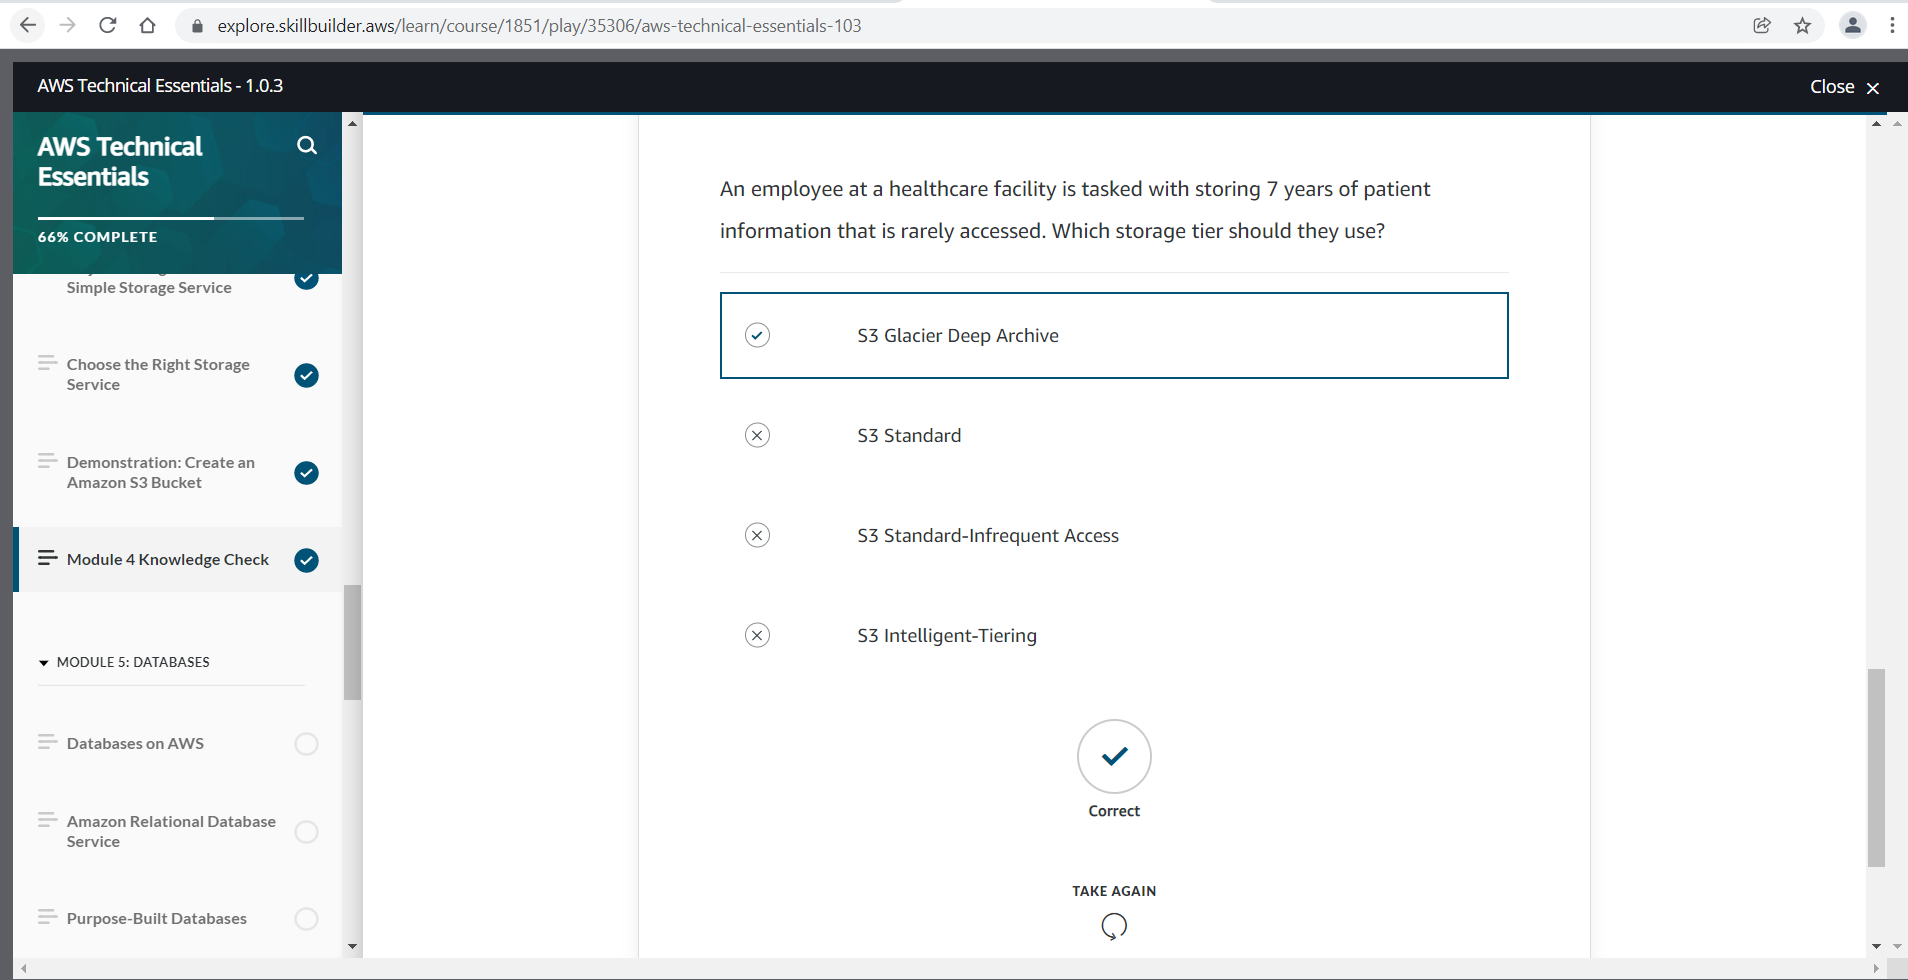 explore.skillbuilder.aws/learn/course/1851/play/35306/aws-technical-essentials-103
AWS Technical Essentials - 1.0.3
Close
AWS Technical
Essentials
66% COMPLETE
Simple Storage Service
Choose the Right Storage
Service
Demonstration: Create an
Amazon S3 Bucket
Module 4 Knowledge Check
MODULE 5: DATABASES
Databases on AWS
Amazon Relational Database
Service
Purpose-Built Databases
An employee at a healthcare facility is tasked with storing 7 years of patient
information that is rarely accessed. Which storage tier should they use?
S3 Glacier Deep Archive
S3 Standard
S3 Standard-Infrequent Access
S3 Intelligent-Tiering
Correct
TAKE AGAIN